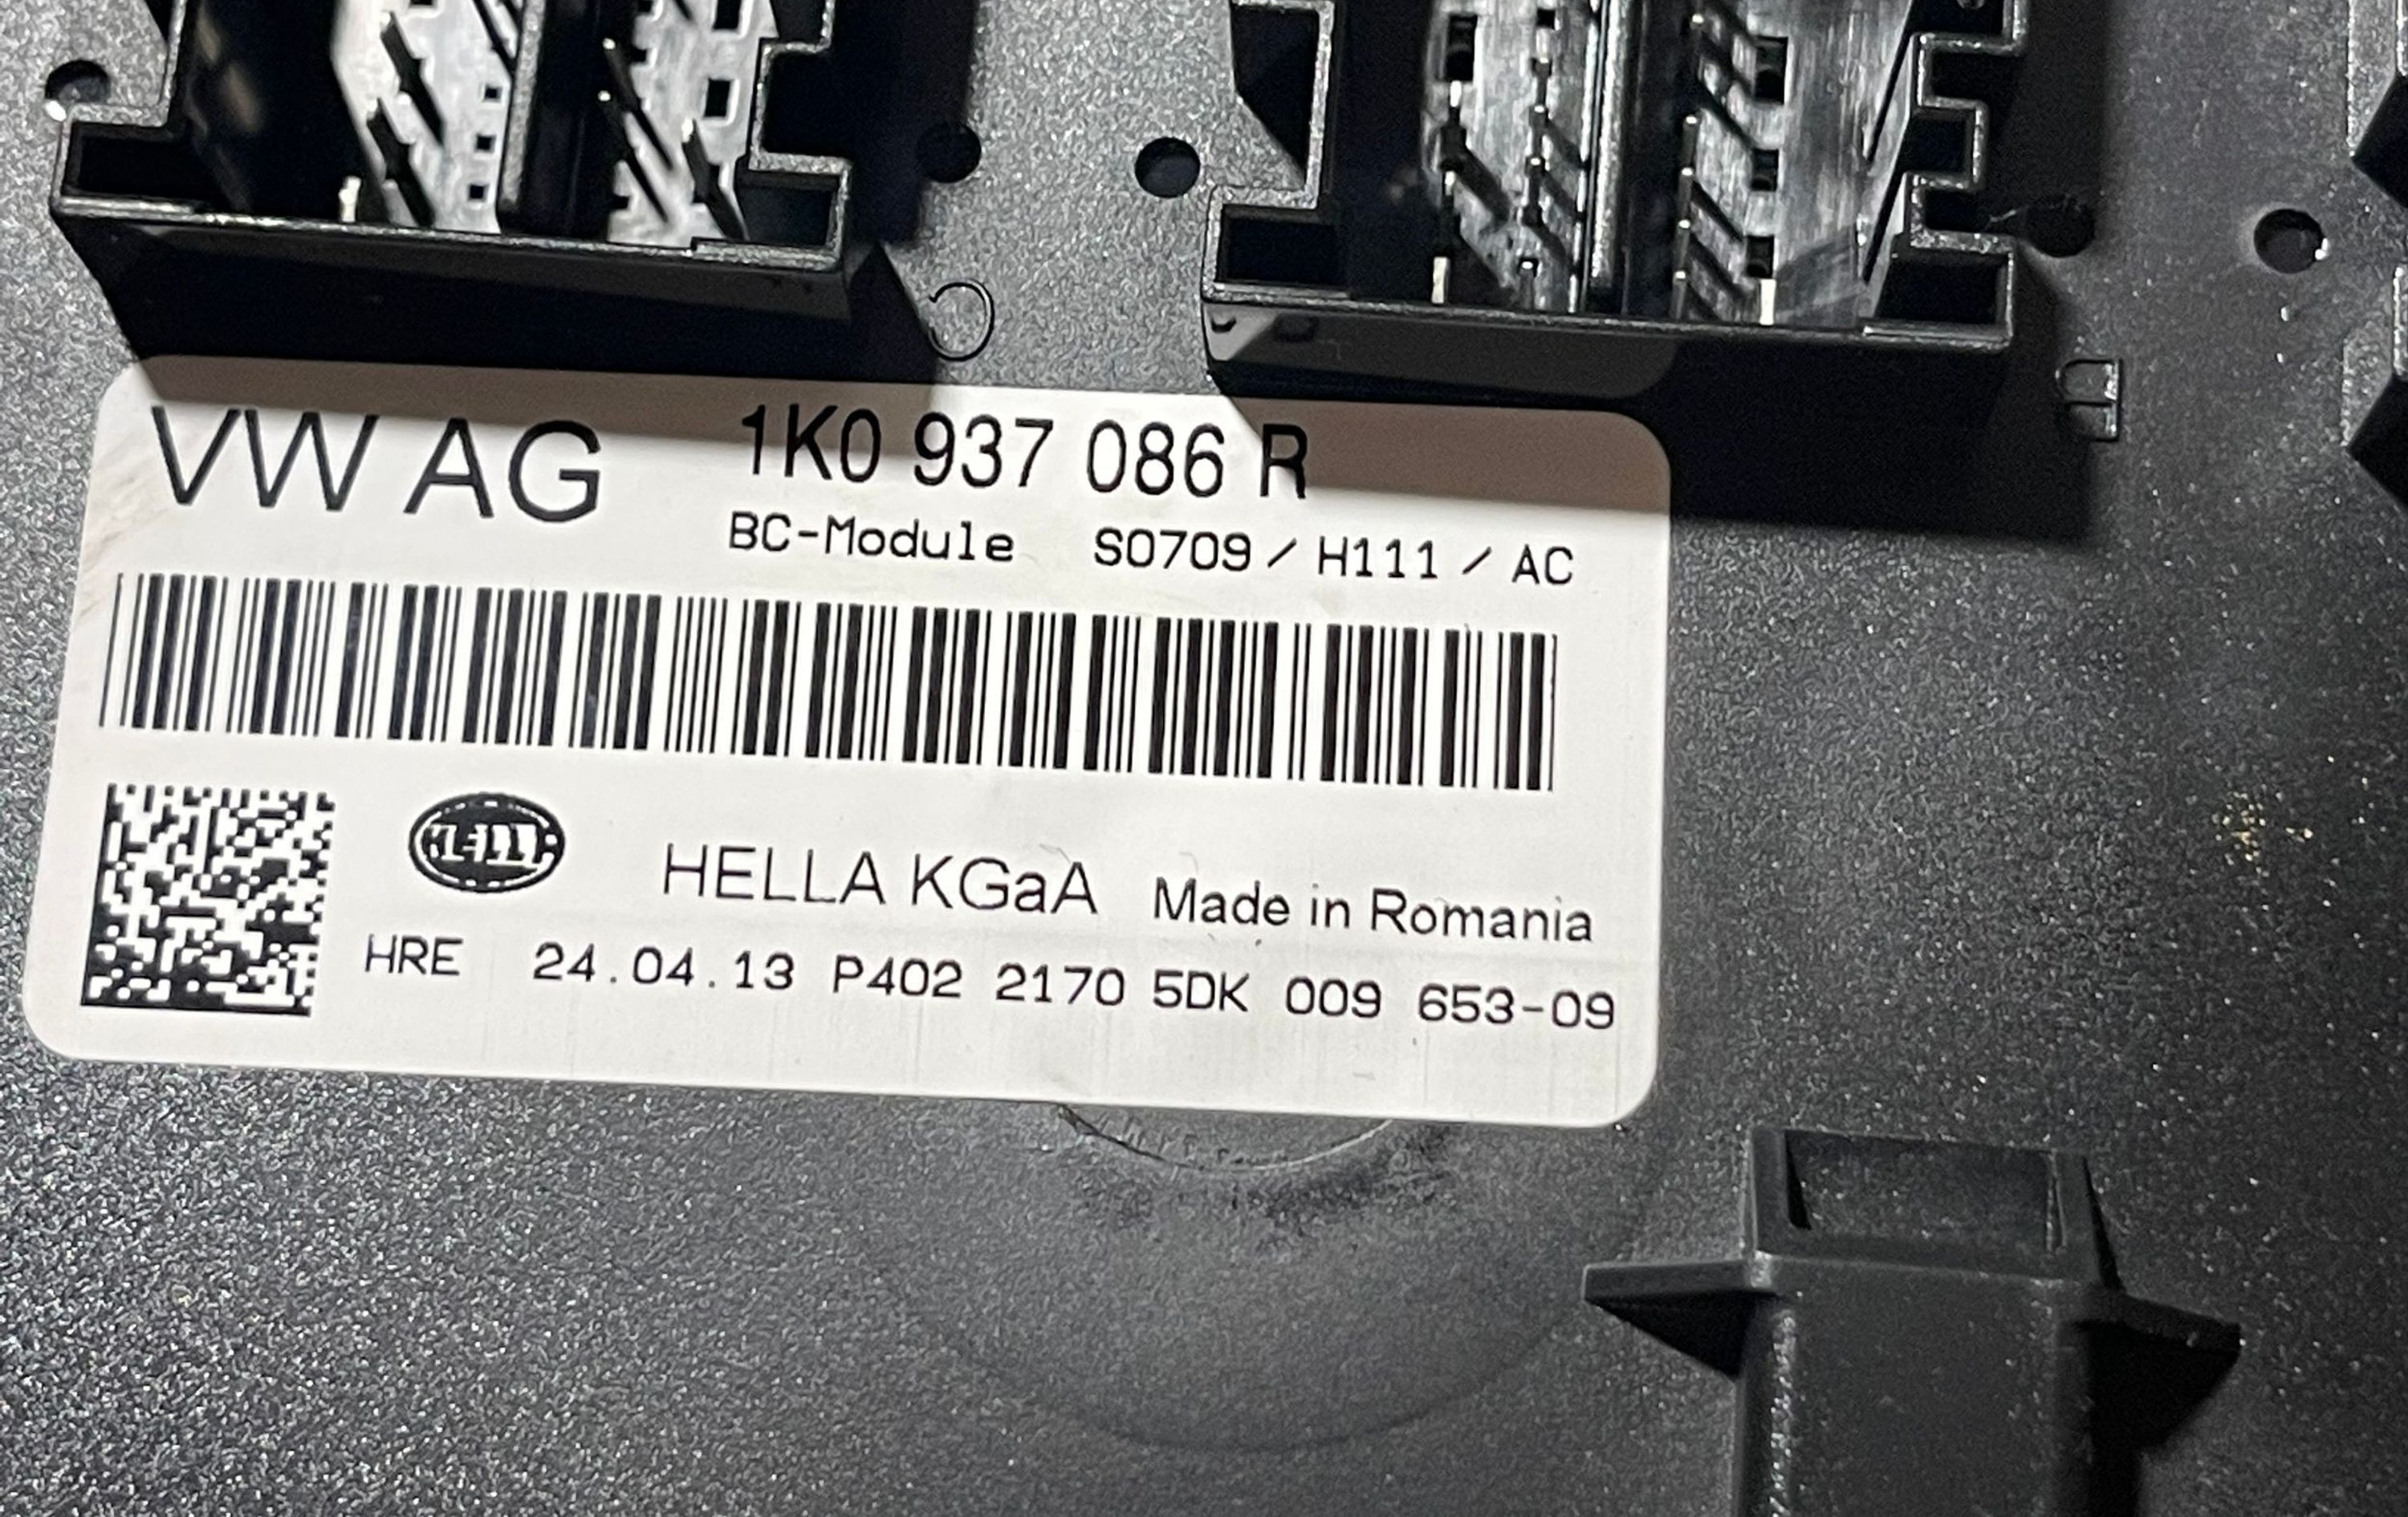 C
D
VW AG 1K0 937 086 R
BC-Module S0709 / H111 / AC
HELLA
HELLA KGaA Made in Romania
HRE 24.04.13 P402 2170 5DK 009 653-09